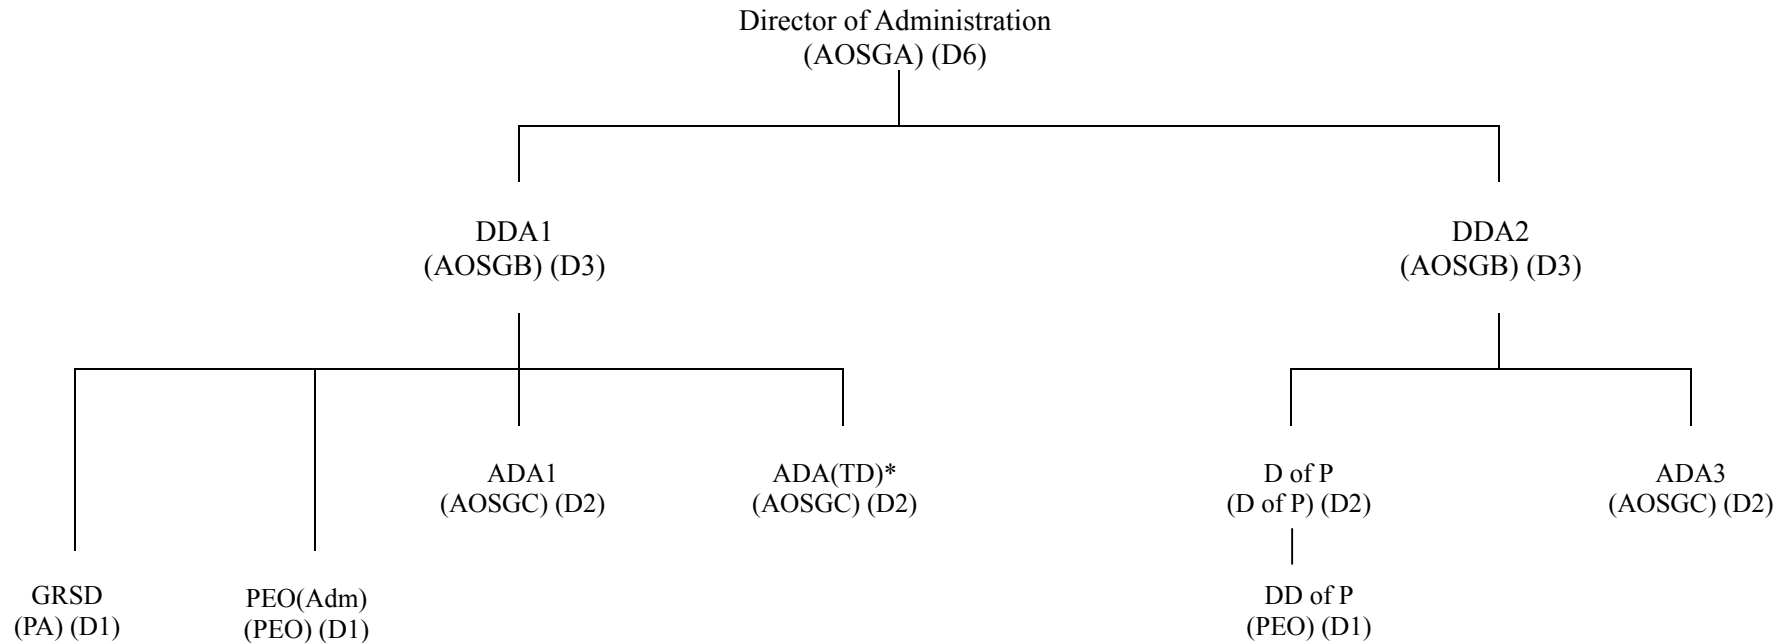 Director of Administration
(AOSGA) (D6)
DDA1
(AOSGB) (D3)
DDA2
(AOSGB) (D3)
ADA1
(AOSGC) (D2)
ADA(TD)*
(AOSGC) (D2)
D of P
(D of P) (D2)
ADA3
(AOSGC) (D2)
GRSD
(PA) (D1)
PEO(Adm)
(PEO) (D1)
DD of P
(PEO) (D1)